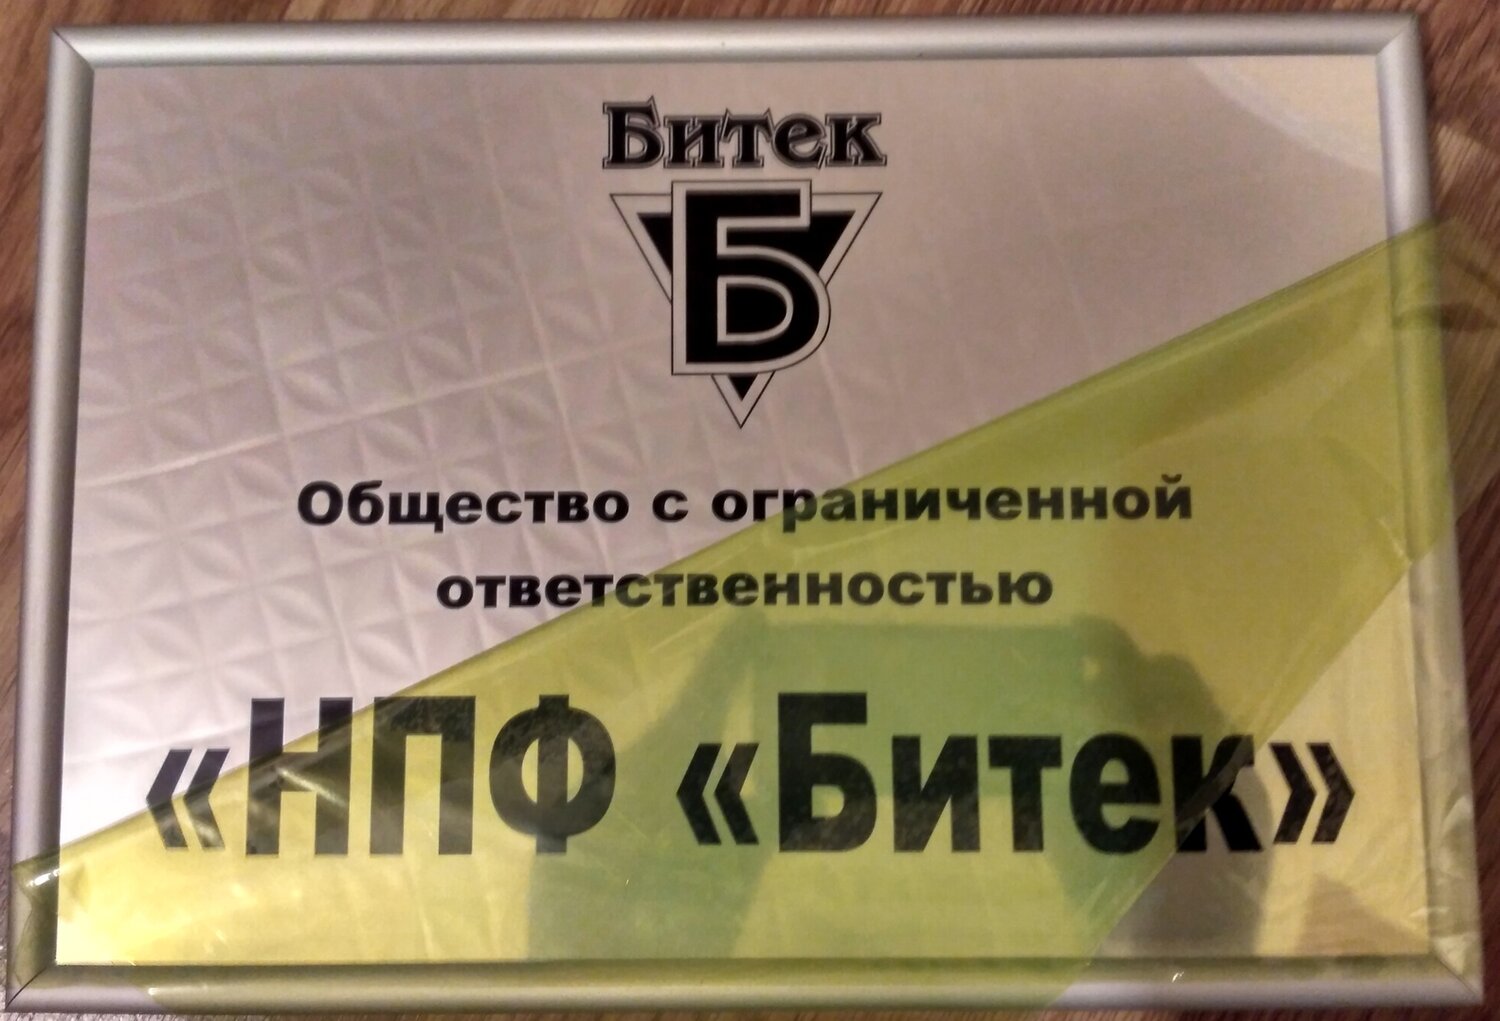 Битек
Б
Общество с ограниченной
ответственностью
«НПФ «Битек»